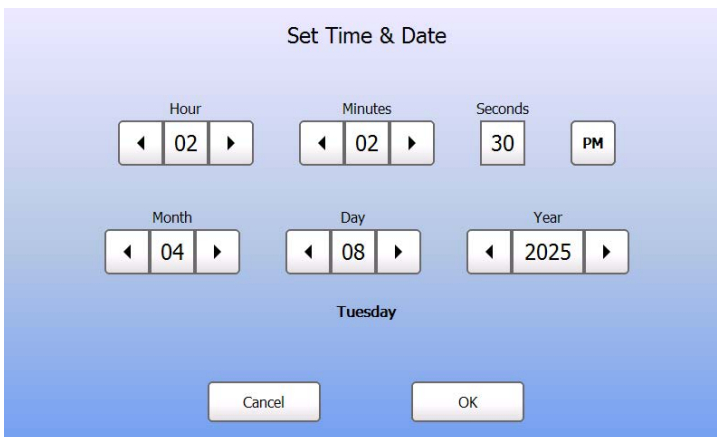 Set Time & Date
Hour Minutes Seconds
02 02 30 PM
Month Day Year
04 08 2025
Tuesday
Cancel OK